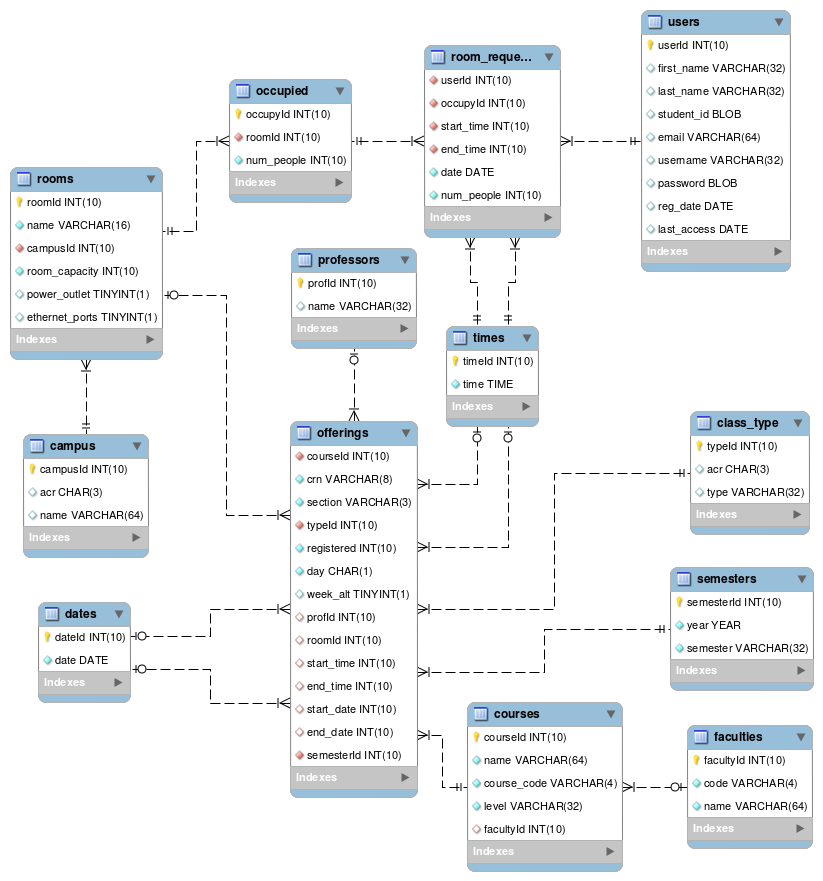 users
userId INT(10)
first_name VARCHAR(32)
last_name VARCHAR(32)
student_id BLOB
email VARCHAR(64)
username VARCHAR(32)
password BLOB
reg_date DATE
last_access DATE
Indexes
room_reque...
userId INT(10)
occupyId INT(10)
start_time INT(10)
end_time INT(10)
date DATE
num_people INT(10)
Indexes
occupied
occupyId INT(10)
roomId INT(10)
num_people INT(10)
Indexes
rooms
roomId INT(10)
name VARCHAR(16)
campusId INT(10)
room_capacity INT(10)
power_outlet TINYINT(1)
ethernet_ports TINYINT(1)
Indexes
professors
profId INT(10)
name VARCHAR(32)
Indexes
times
timeId INT(10)
time TIME
Indexes
campus
campusId INT(10)
acr CHAR(3)
name VARCHAR(64)
Indexes
offerings
courseId INT(10)
crn VARCHAR(8)
section VARCHAR(3)
typeId INT(10)
registered INT(10)
day CHAR(1)
week_alt TINYINT(1)
profId INT(10)
roomId INT(10)
start_time INT(10)
end_time INT(10)
start_date INT(10)
end_date INT(10)
semesterId INT(10)
Indexes
class_type
typeId INT(10)
acr CHAR(3)
type VARCHAR(32)
Indexes
dates
dateId INT(10)
date DATE
Indexes
semesters
semesterId INT(10)
year YEAR
semester VARCHAR(32)
Indexes
courses
courseId INT(10)
name VARCHAR(64)
course_code VARCHAR(4)
level VARCHAR(32)
facultyId INT(10)
Indexes
faculties
facultyId INT(10)
code VARCHAR(4)
name VARCHAR(64)
Indexes